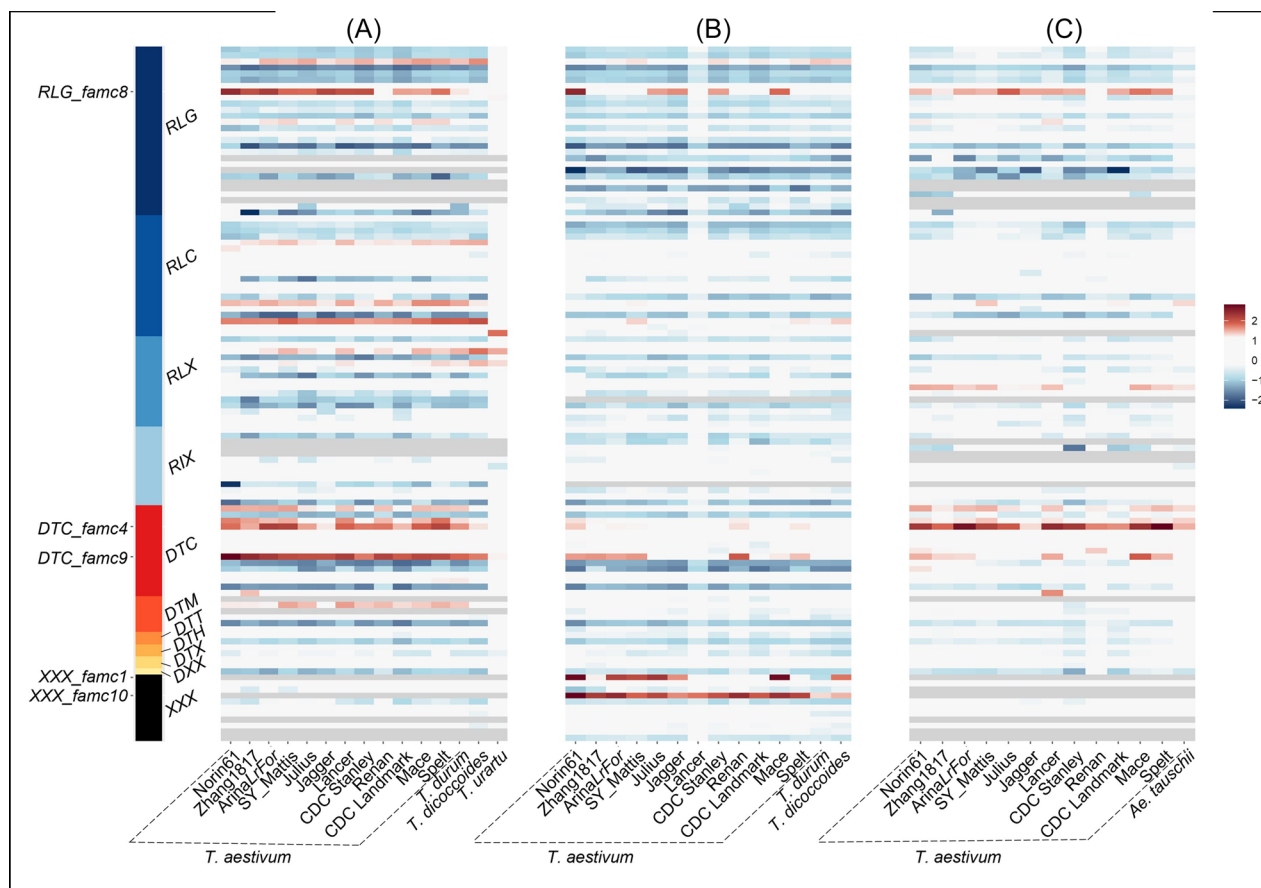 (A)
(B)
(C)
RLG_famc8
DTC_famc4
DTC_famc9
XXX_famc1
XXX_famc10
RLG
RLC
RLX
RIX
DTC
DTM
DTT
DTH
DTX
DXX
XXX
2
1
0
−1
−2
Norin61
Zhang1817
ArinaLrFor
SY_Mattis
Julius
Jagger
Lancer
CDC Stanley
Renan
CDC Landmark
Mace
Spelt
T. durum
T. dicoccoides
T. urartu
T. aestivum
Norin61
Zhang1817
ArinaLrFor
SY_Mattis
Julius
Jagger
Lancer
CDC Stanley
Renan
CDC Landmark
Mace
Spelt
T. durum
T. dicoccoides
T. aestivum
Norin61
Zhang1817
ArinaLrFor
SY_Mattis
Julius
Jagger
Lancer
CDC Stanley
Renan
CDC Landmark
Mace
Spelt
Ae. tauschii
T. aestivum